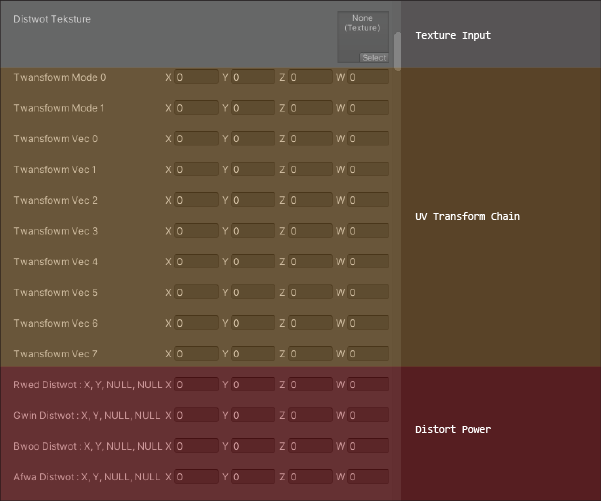 Distwot Teksture
None
(Texture)
Select
Texture Input
Twansfowm Mode 0 X 0 Y 0 Z 0 W 0
Twansfowm Mode 1 X 0 Y 0 Z 0 W 0
Twansfowm Vec 0 X 0 Y 0 Z 0 W 0
Twansfowm Vec 1 X 0 Y 0 Z 0 W 0
Twansfowm Vec 2 X 0 Y 0 Z 0 W 0
Twansfowm Vec 3 X 0 Y 0 Z 0 W 0
UV Transform Chain
Twansfowm Vec 4 X 0 Y 0 Z 0 W 0
Twansfowm Vec 5 X 0 Y 0 Z 0 W 0
Twansfowm Vec 6 X 0 Y 0 Z 0 W 0
Twansfowm Vec 7 X 0 Y 0 Z 0 W 0
Rwed Distwot : X, Y, NULL, NULL X 0 Y 0 Z 0 W 0
Gwin Distwot : X, Y, NULL, NULL X 0 Y 0 Z 0 W 0
Distort Power
Bwoo Distwot : X, Y, NULL, NULL X 0 Y 0 Z 0 W 0
Afwa Distwot : X, Y, NULL, NULL X 0 Y 0 Z 0 W 0